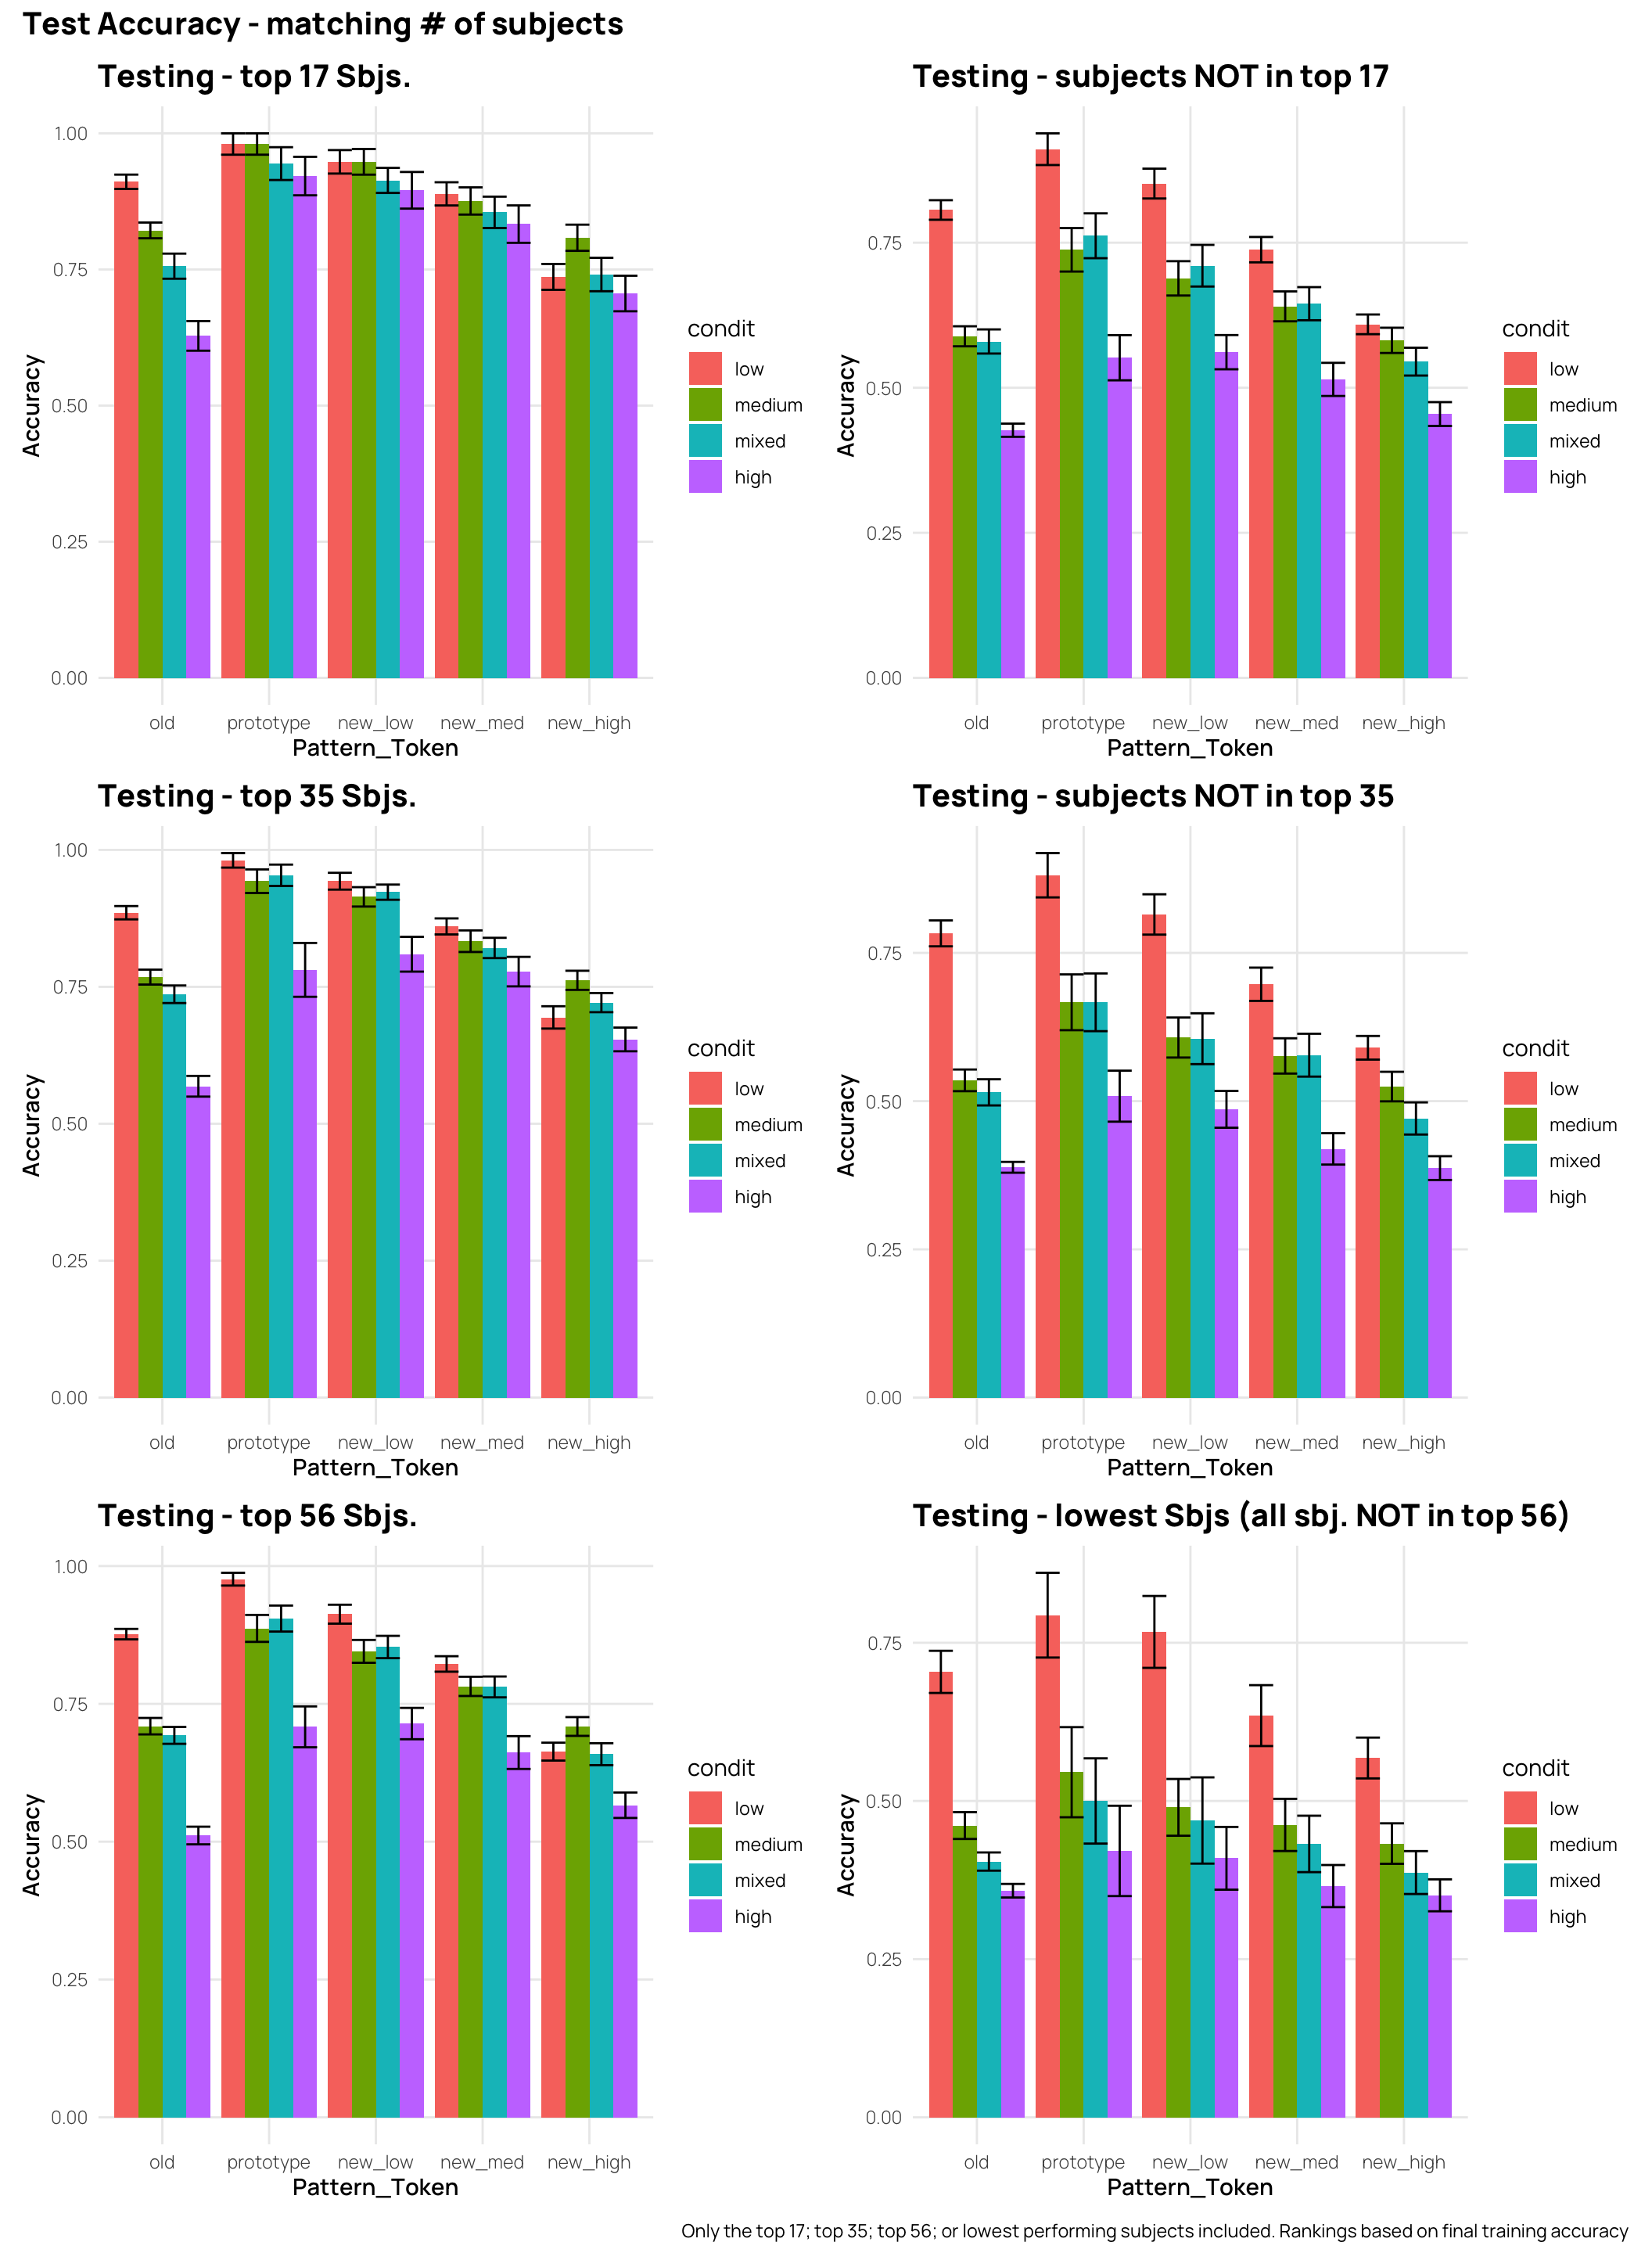 Test Accuracy - matching # of subjects
Testing - top 17 Sbjs.
1.00
0.75
0.50
0.25
0.00
Accuracy
old prototype new_low new_med new_high
Pattern_Token
condit
low
medium
mixed
high
Testing - subjects NOT in top 17
0.75
0.50
0.25
0.00
Accuracy
old prototype new_low new_med new_high
Pattern_Token
condit
low
medium
mixed
high
Testing - top 35 Sbjs.
1.00
0.75
0.50
0.25
0.00
Accuracy
old prototype new_low new_med new_high
Pattern_Token
condit
low
medium
mixed
high
Testing - subjects NOT in top 35
0.75
0.50
0.25
0.00
Accuracy
old prototype new_low new_med new_high
Pattern_Token
condit
low
medium
mixed
high
Testing - top 56 Sbjs.
1.00
0.75
0.50
0.25
0.00
Accuracy
old prototype new_low new_med new_high
Pattern_Token
condit
low
medium
mixed
high
Testing - lowest Sbjs (all sbj. NOT in top 56)
0.75
0.50
0.25
0.00
Accuracy
old prototype new_low new_med new_high
Pattern_Token
condit
low
medium
mixed
high
Only the top 17; top 35; top 56; or lowest performing subjects included. Rankings based on final training accuracy